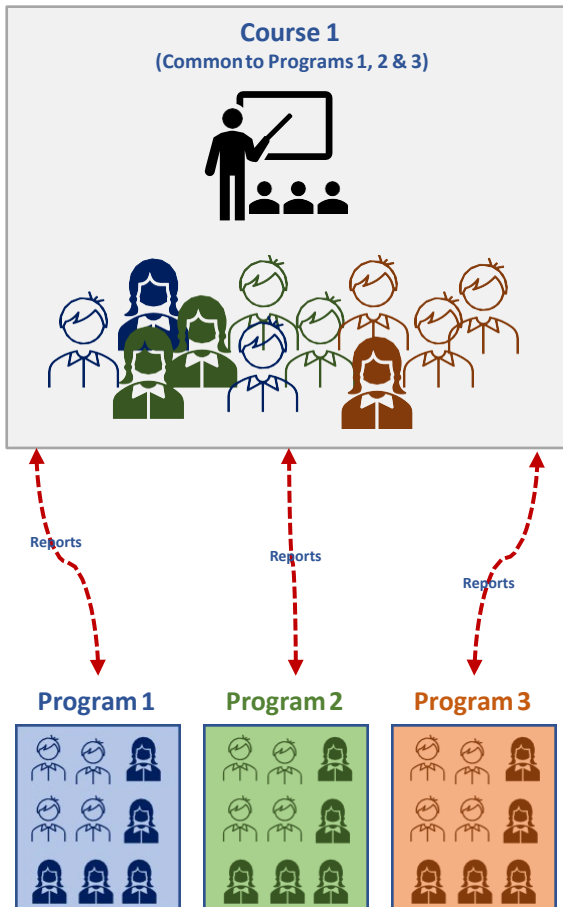 Course 1
(Common to Programs 1, 2 & 3)
Reports
Reports
Reports
Program 1
Program 2
Program 3